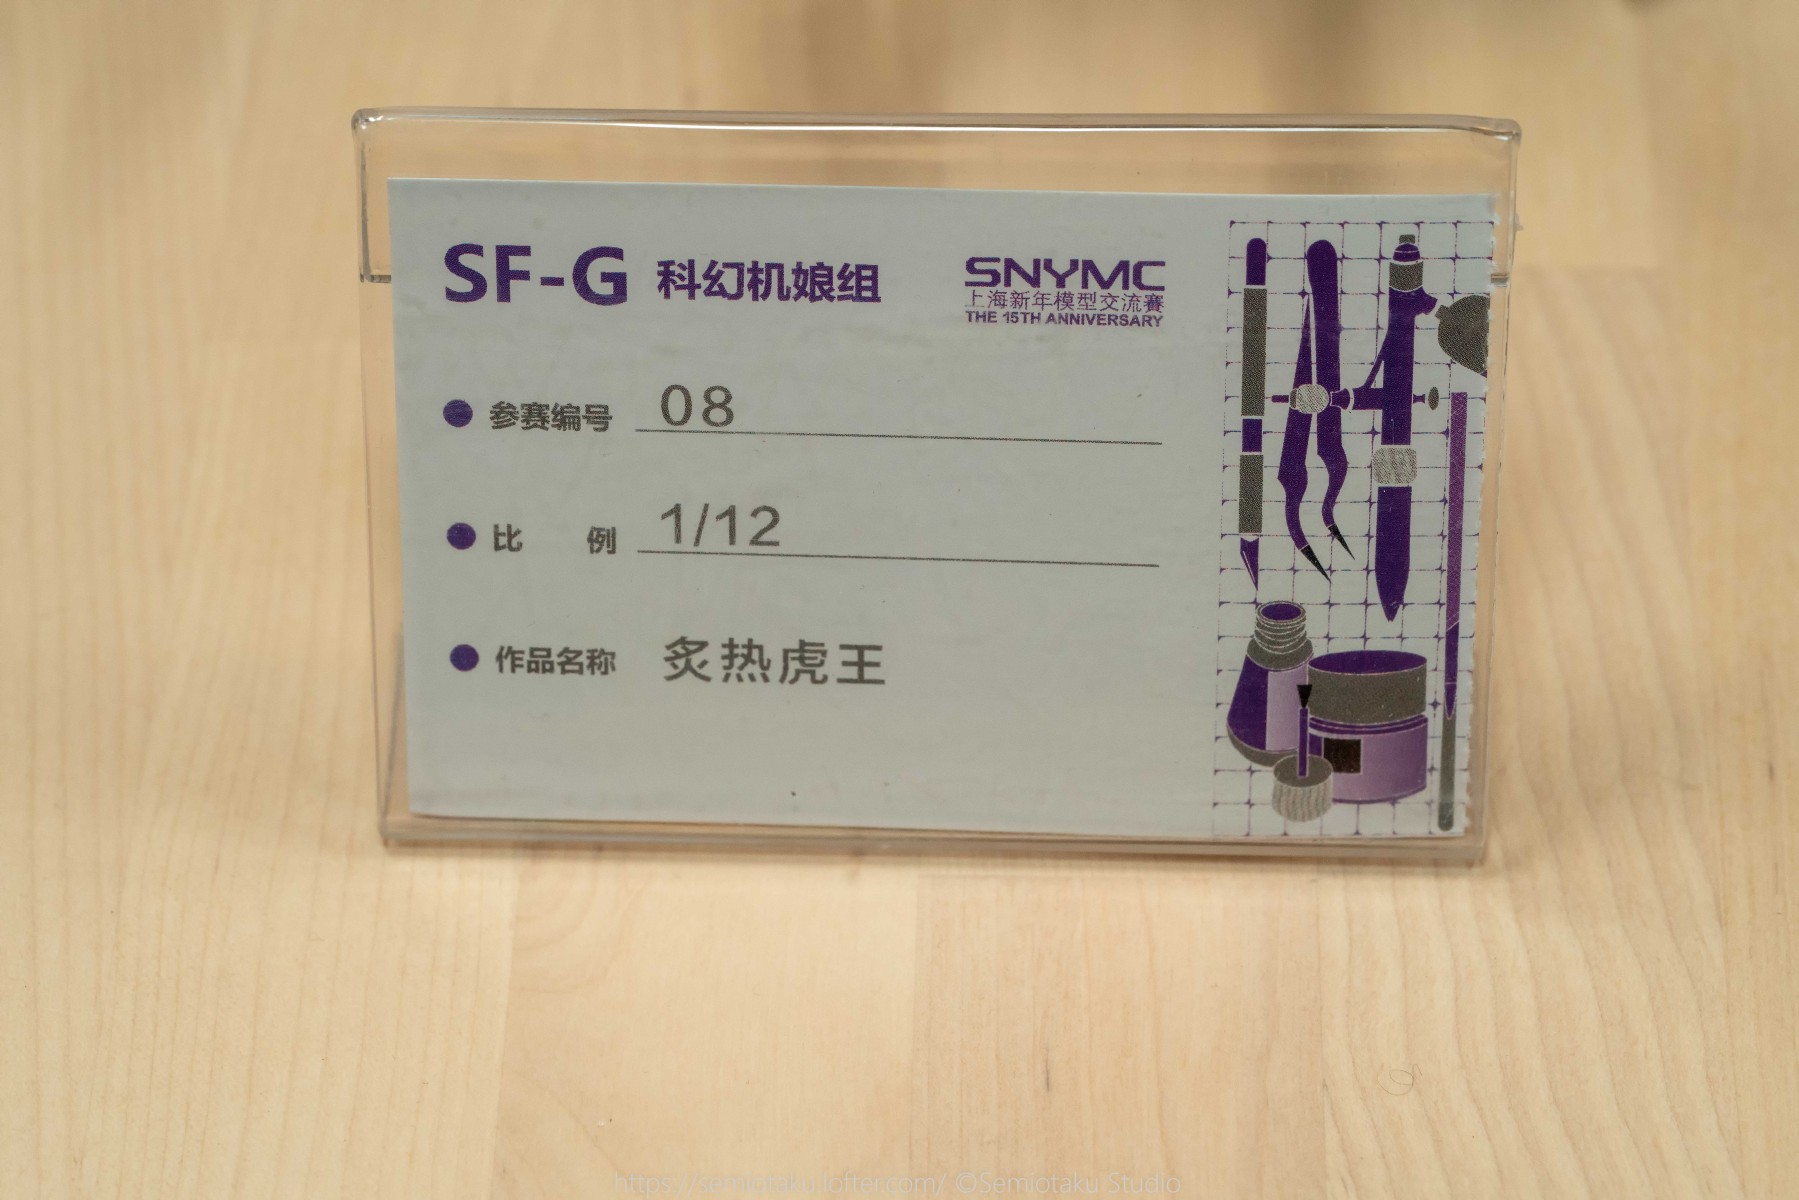 SF-G 科幻机娘组
SNYMC
上海新年模型交流赛
THE 15TH ANNIVERSARY
参赛编号 08
比 例 1/12
作品名称 炙热虎王
https://semiotaku.lofter.com/ ©Semiotaku Studio